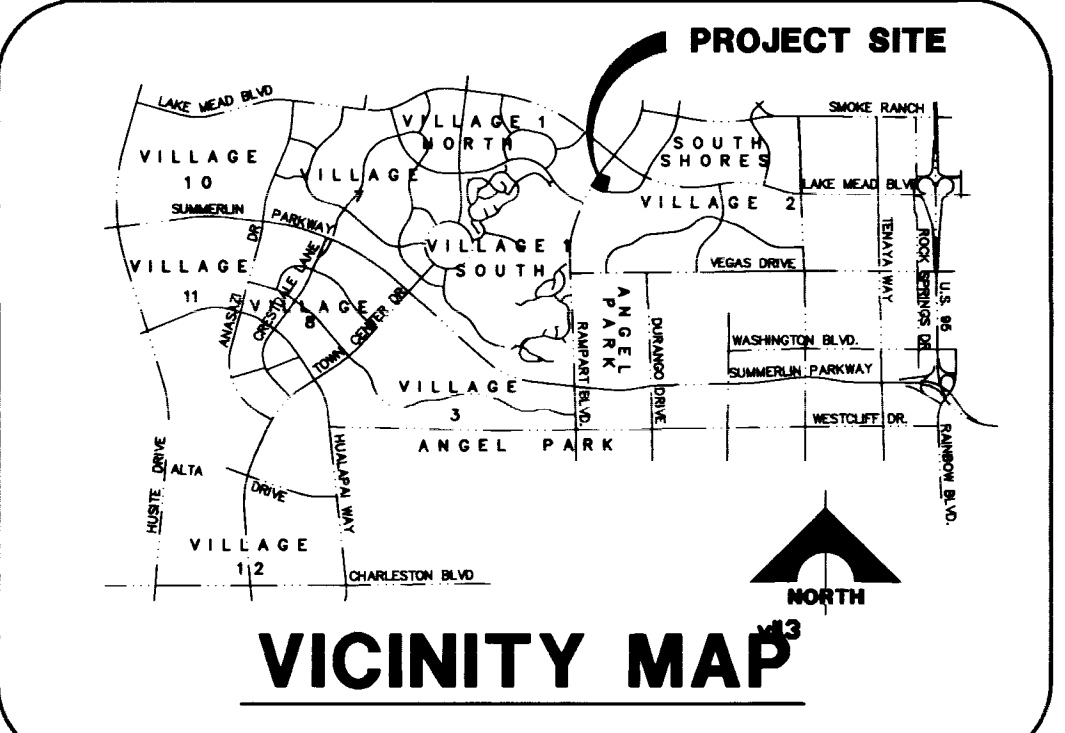 PROJECT SITE
LAKE MEAD BLVD
SMOKE RANCH
VILLAGE 1
NORTH
SOUTH
SHORES
VILLAGE
10
VILLAGE
7
LAKE MEAD BLVD
VILLAGE 2
SUMMERLIN PARKWAY
DR
ANASAZI
CRESTDALE LANE
VILLAGE 1
SOUTH
VEGAS DRIVE
TENAYA WAY
ROCK SPRINGS DR.
U.S. 95
VILLAGE
11
VILLAGE
8
TOWN CENTER DR.
ANGEL
PARK
RAMPART BLVD.
DURANGO DRIVE
WASHINGTON BLVD.
SUMMERLIN PARKWAY
VILLAGE
3
WESTCLIFF DR.
ANGEL PARK
RAINBOW BLVD.
HUSITE DRIVE
ALTA
DRIVE
HUALAPAI WAY
VILLAGE
12
CHARLESTON BLVD
NORTH
VICINITY MAP